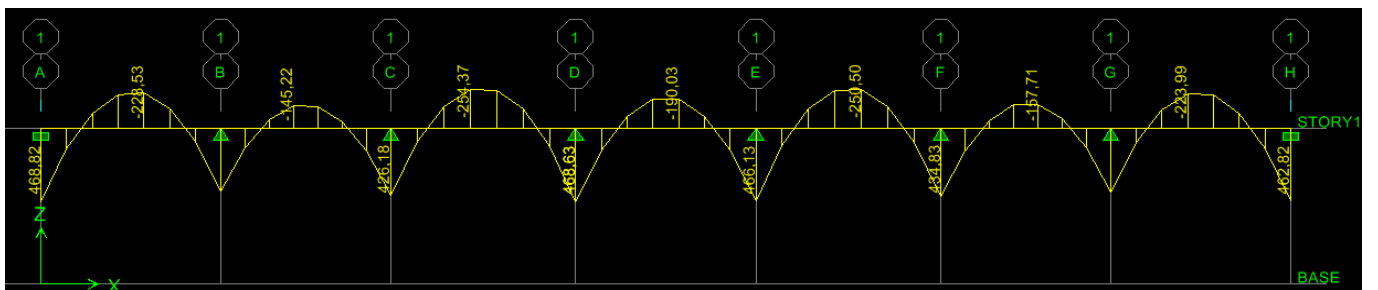 1 1 1 1 1 1 1 1
A B C D E F G H
-228,53 -145,22 -254,37 -190,03 -250,50 -157,71 -223,99
STORY1
468,82 426,18 468,63 466,13 434,83 462,82
Z
X
BASE